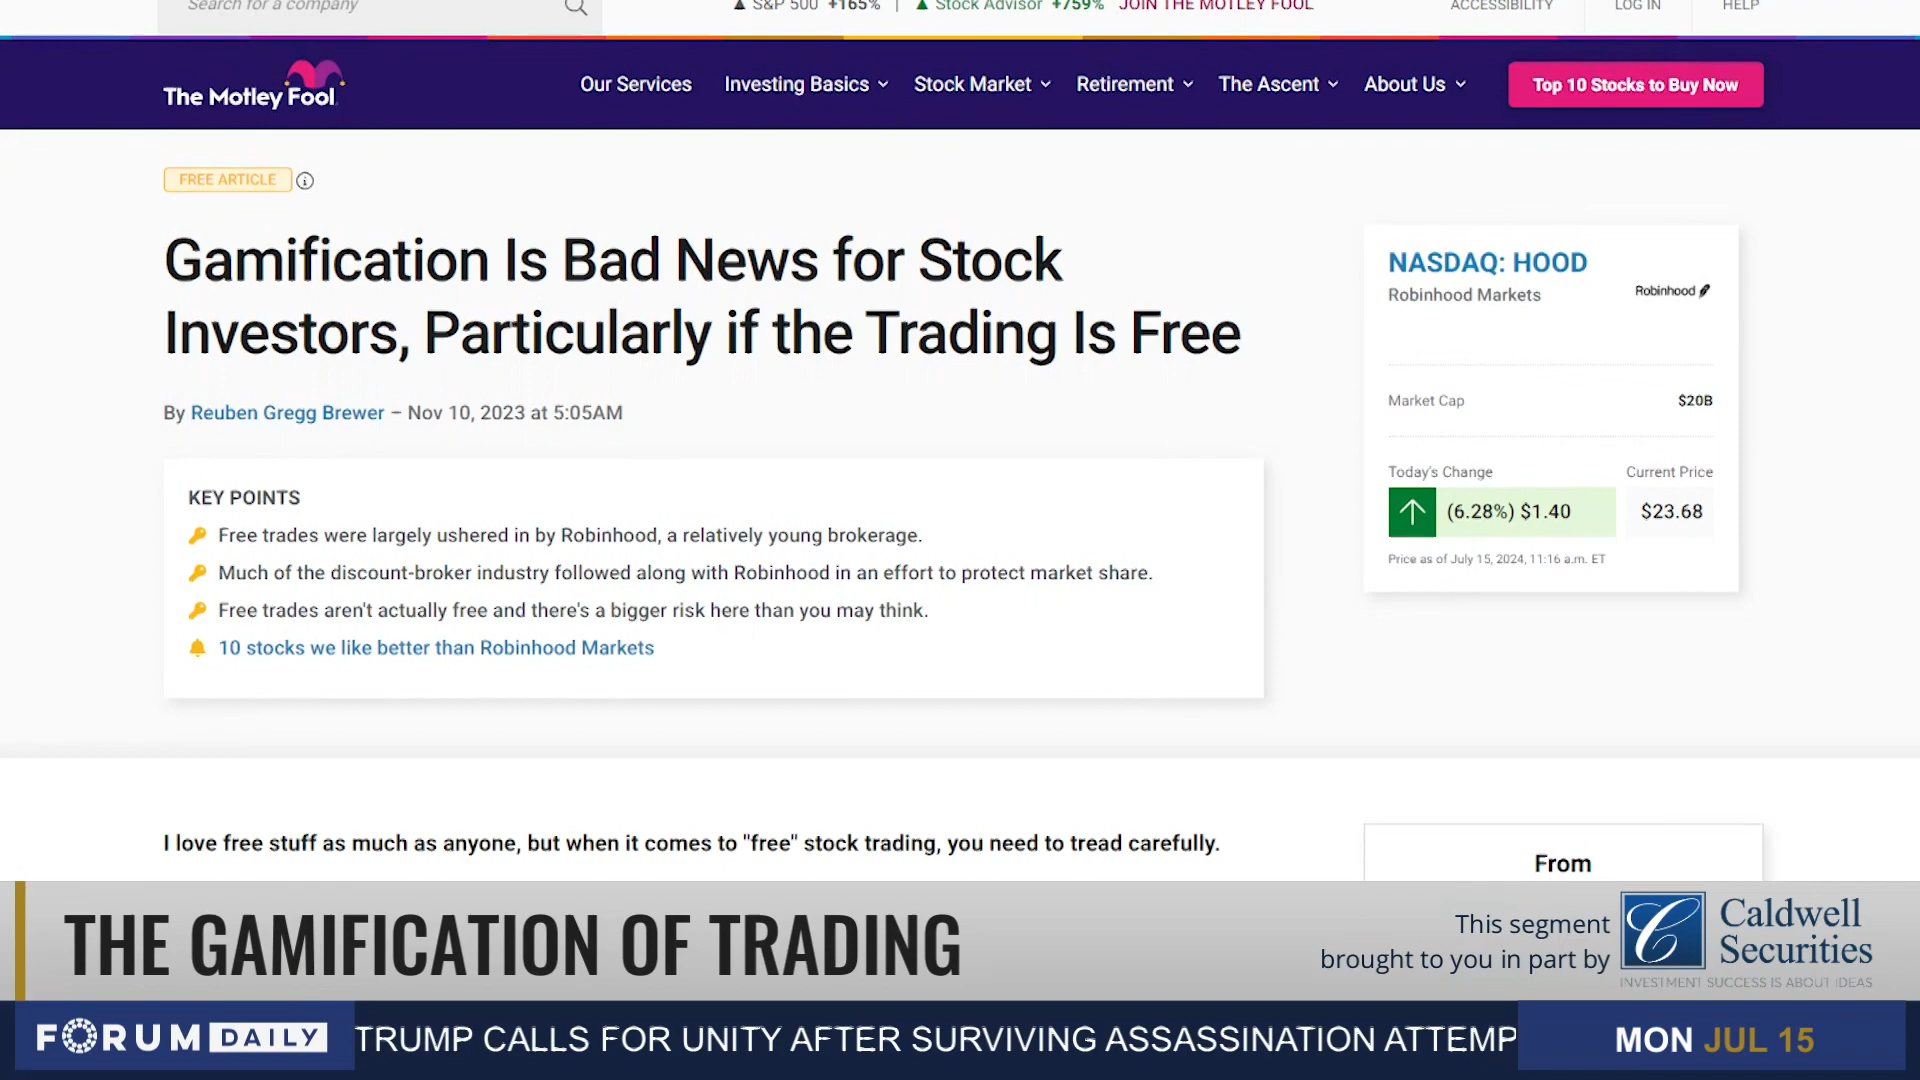 Search for a company
▲ S&P 500 +165% | ▲ Stock Advisor +759% JOIN THE MOTLEY FOOL
ACCESSIBILITY
LOG IN
HELP
The Motley Fool
Our Services
Investing Basics
Stock Market
Retirement
The Ascent
About Us
Top 10 Stocks to Buy Now
FREE ARTICLE
Gamification Is Bad News for Stock
Investors, Particularly if the Trading Is Free
By Reuben Gregg Brewer – Nov 10, 2023 at 5:05AM
KEY POINTS
Free trades were largely ushered in by Robinhood, a relatively young brokerage.
Much of the discount-broker industry followed along with Robinhood in an effort to protect market share.
Free trades aren't actually free and there's a bigger risk here than you may think.
10 stocks we like better than Robinhood Markets
NASDAQ: HOOD
Robinhood Markets
Robinhood
Market Cap
$20B
Today's Change
Current Price
(6.28%) $1.40
$23.68
Price as of July 15, 2024, 11:16 a.m. ET
I love free stuff as much as anyone, but when it comes to "free" stock trading, you need to tread carefully.
From
THE GAMIFICATION OF TRADING
This segment
brought to you in part by
Caldwell
Securities
INVESTMENT SUCCESS IS ABOUT IDEAS
FORUM DAILY
TRUMP CALLS FOR UNITY AFTER SURVIVING ASSASSINATION ATTEMP
MON JUL 15